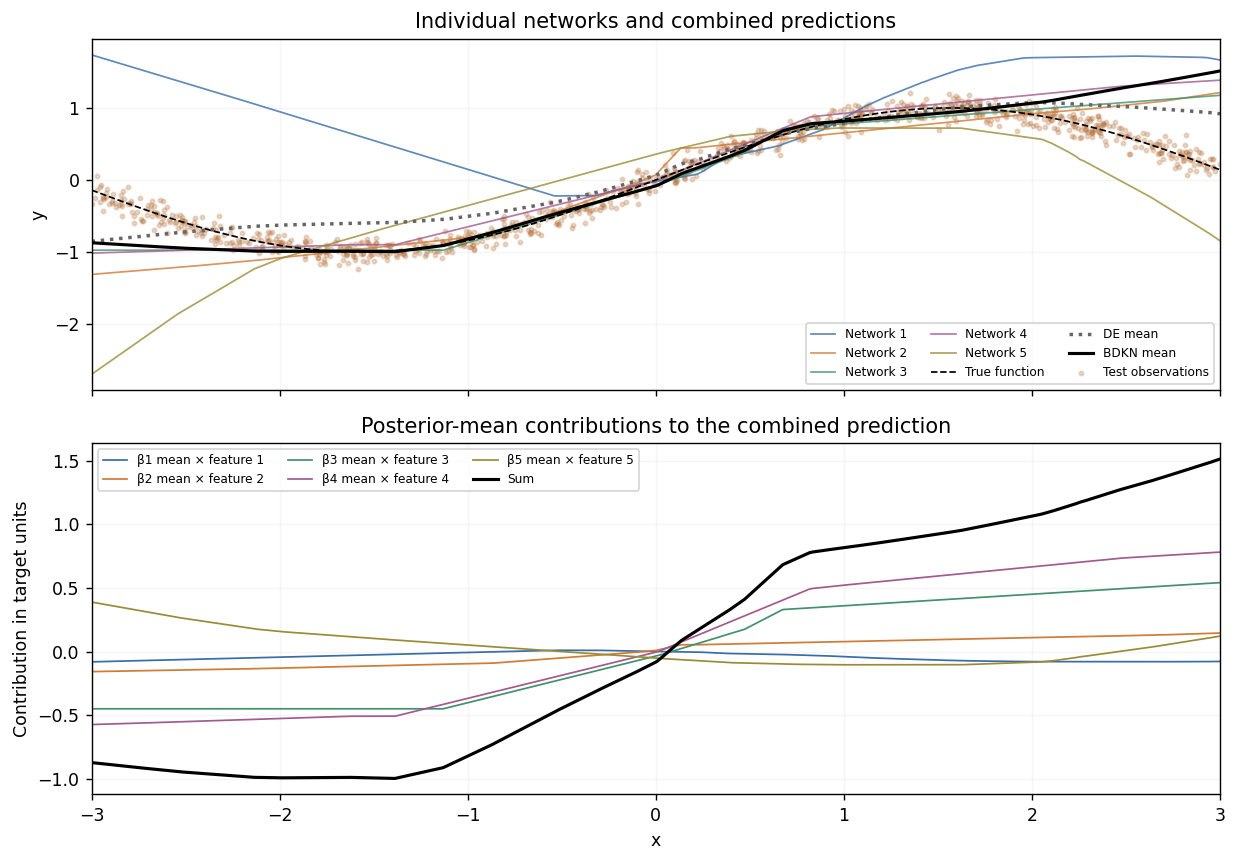 Individual networks and combined predictions
1
0
−1
−2
y
Network 1
Network 2
Network 3
Network 4
Network 5
True function
DE mean
BDKN mean
Test observations
Posterior-mean contributions to the combined prediction
β1 mean × feature 1
β2 mean × feature 2
β3 mean × feature 3
β4 mean × feature 4
β5 mean × feature 5
Sum
1.5
1.0
0.5
0.0
−0.5
−1.0
Contribution in target units
−3 −2 −1 0 1 2 3
x